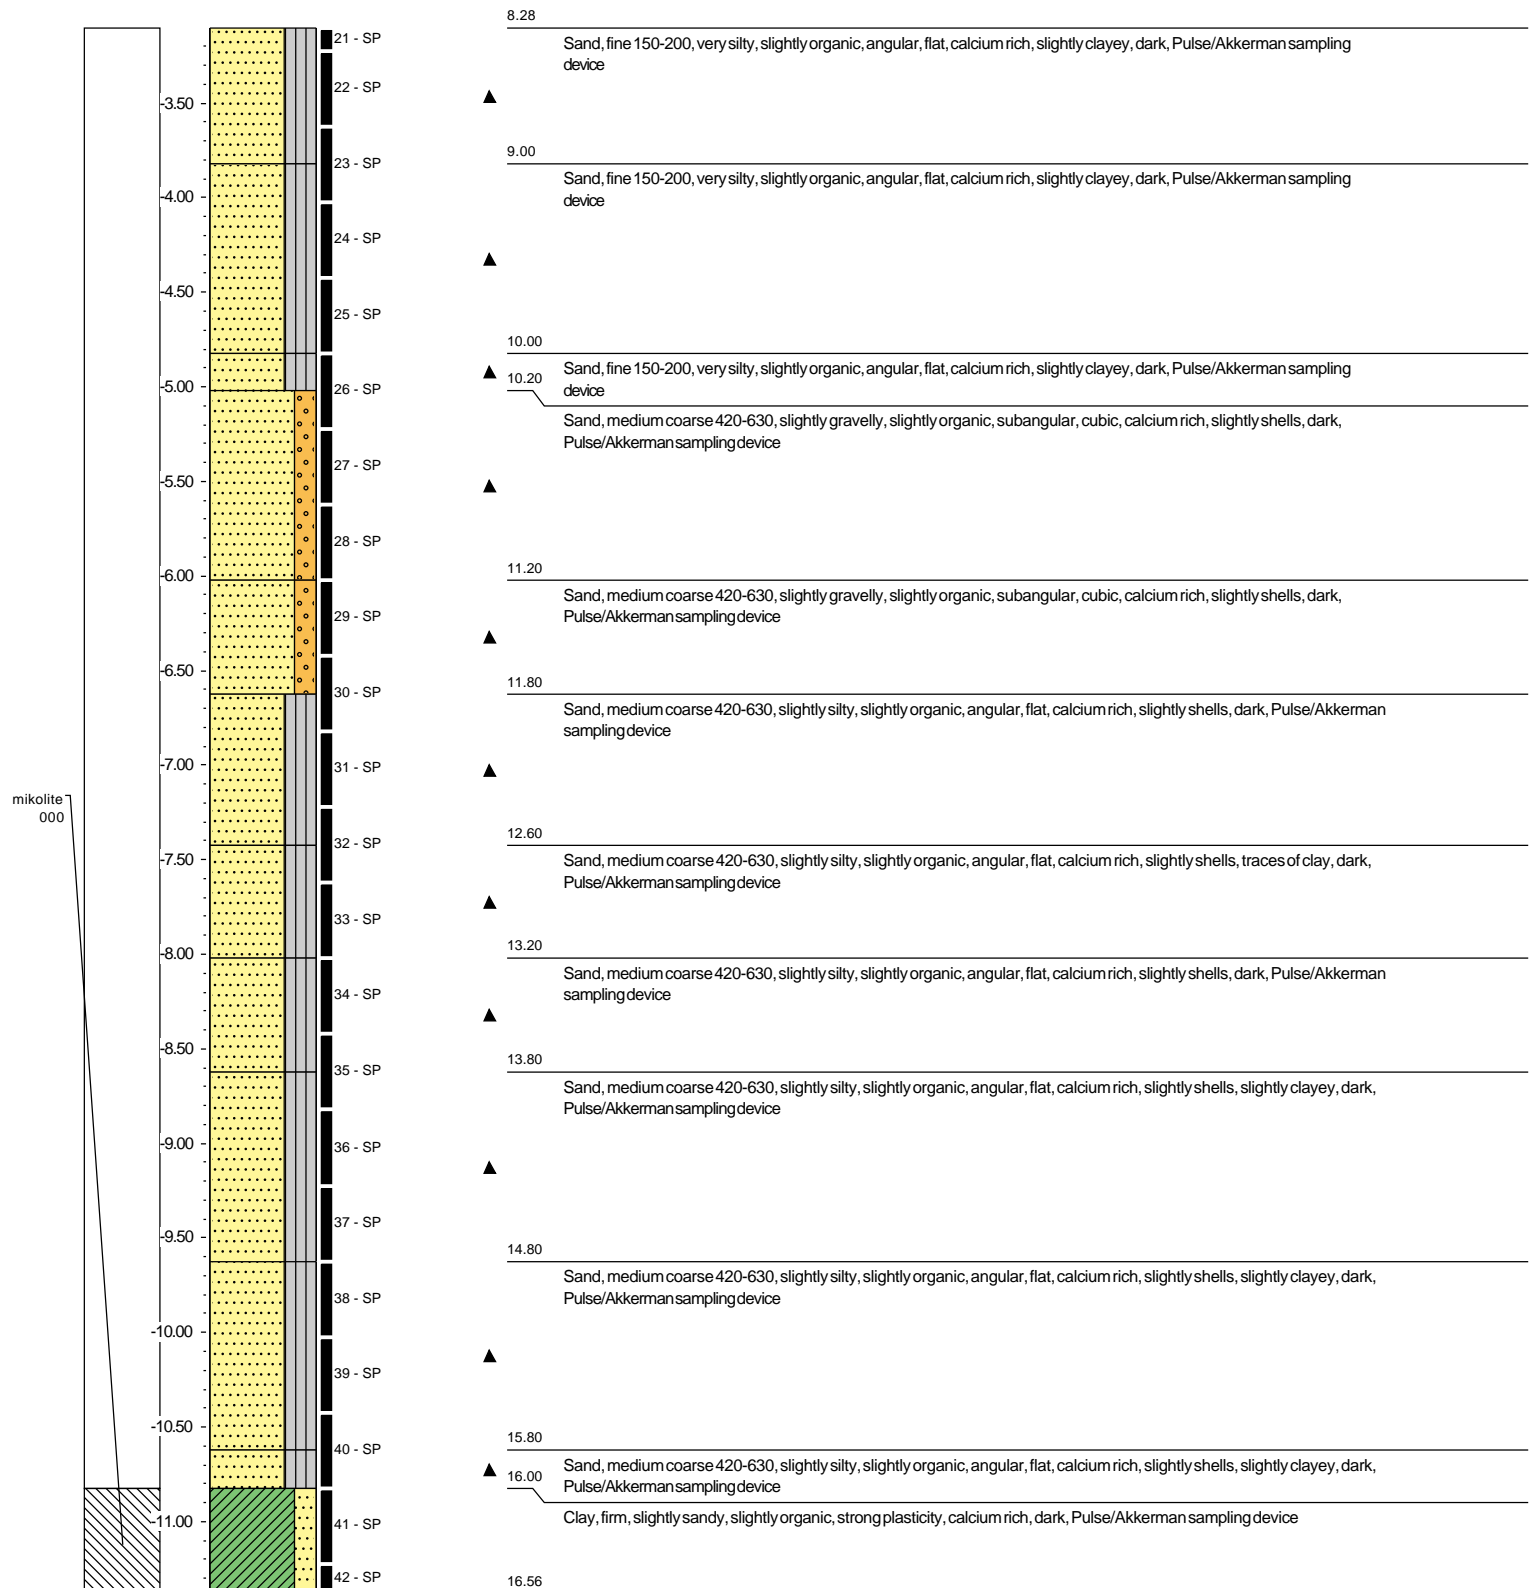 8.28
21 - SP
Sand, fine 150-200, very silty, slightly organic, angular, flat, calcium rich, slightly clayey, dark, Pulse/Akkerman sampling
device
22 - SP
-3.50
9.00
23 - SP
Sand, fine 150-200, very silty, slightly organic, angular, flat, calcium rich, slightly clayey, dark, Pulse/Akkerman sampling
device
-4.00
24 - SP
-4.50
25 - SP
10.00
Sand, fine 150-200, very silty, slightly organic, angular, flat, calcium rich, slightly clayey, dark, Pulse/Akkerman sampling
device
10.20
-5.00
26 - SP
Sand, medium coarse 420-630, slightly gravelly, slightly organic, subangular, cubic, calcium rich, slightly shells, dark,
Pulse/Akkerman sampling device
27 - SP
-5.50
28 - SP
11.20
-6.00
Sand, medium coarse 420-630, slightly gravelly, slightly organic, subangular, cubic, calcium rich, slightly shells, dark,
Pulse/Akkerman sampling device
29 - SP
-6.50
11.80
30 - SP
Sand, medium coarse 420-630, slightly silty, slightly organic, angular, flat, calcium rich, slightly shells, dark, Pulse/Akkerman
sampling device
-7.00
31 - SP
mikolite
000
12.60
32 - SP
-7.50
Sand, medium coarse 420-630, slightly silty, slightly organic, angular, flat, calcium rich, slightly shells, traces of clay, dark,
Pulse/Akkerman sampling device
33 - SP
13.20
-8.00
Sand, medium coarse 420-630, slightly silty, slightly organic, angular, flat, calcium rich, slightly shells, dark, Pulse/Akkerman
sampling device
34 - SP
-8.50
13.80
35 - SP
Sand, medium coarse 420-630, slightly silty, slightly organic, angular, flat, calcium rich, slightly shells, slightly clayey, dark,
Pulse/Akkerman sampling device
-9.00
36 - SP
37 - SP
-9.50
14.80
Sand, medium coarse 420-630, slightly silty, slightly organic, angular, flat, calcium rich, slightly shells, slightly clayey, dark,
Pulse/Akkerman sampling device
38 - SP
-10.00
39 - SP
-10.50
15.80
40 - SP
Sand, medium coarse 420-630, slightly silty, slightly organic, angular, flat, calcium rich, slightly shells, slightly clayey, dark,
Pulse/Akkerman sampling device
16.00
Clay, firm, slightly sandy, slightly organic, strong plasticity, calcium rich, dark, Pulse/Akkerman sampling device
-11.00
41 - SP
42 - SP
16.56